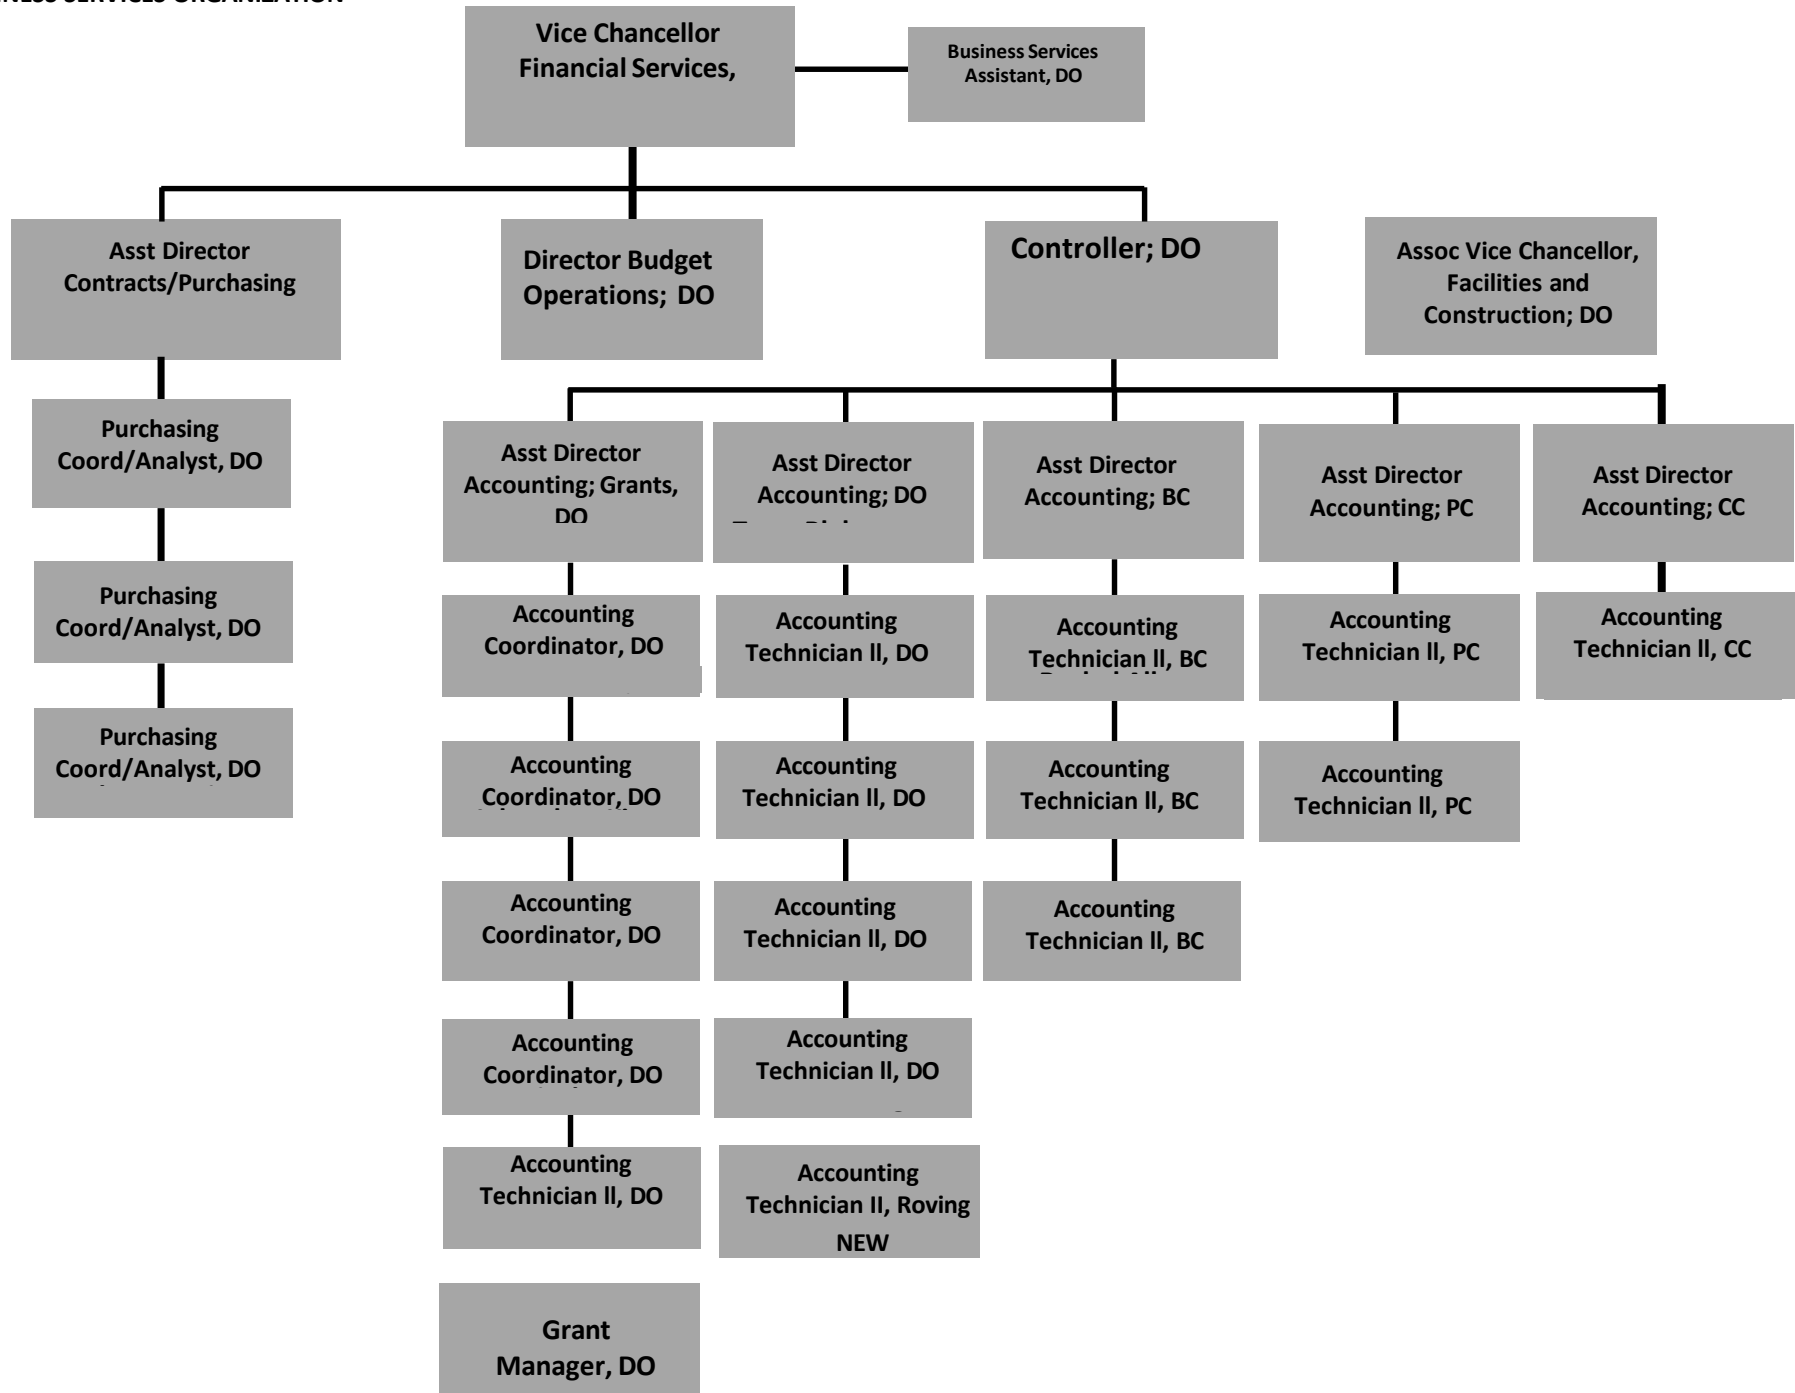 Vice Chancellor
Financial Services,
Business Services
Assistant, DO
Asst Director
Contracts/Purchasing
Director Budget
Operations; DO
Controller; DO
Assoc Vice Chancellor,
Facilities and
Construction; DO
Purchasing
Coord/Analyst, DO
Purchasing
Coord/Analyst, DO
Purchasing
Coord/Analyst, DO
Asst Director
Accounting; Grants,
DO
Asst Director
Accounting; DO
Asst Director
Accounting; BC
Asst Director
Accounting; PC
Asst Director
Accounting; CC
Accounting
Coordinator, DO
Accounting
Technician ll, DO
Accounting
Technician ll, BC
Accounting
Technician ll, PC
Accounting
Technician ll, CC
Accounting
Coordinator, DO
Accounting
Technician ll, DO
Accounting
Technician ll, BC
Accounting
Technician ll, PC
Accounting
Coordinator, DO
Accounting
Technician ll, DO
Accounting
Technician ll, BC
Accounting
Coordinator, DO
Accounting
Technician ll, DO
Accounting
Technician ll, DO
Accounting
Technician II, Roving
NEW
Grant
Manager, DO